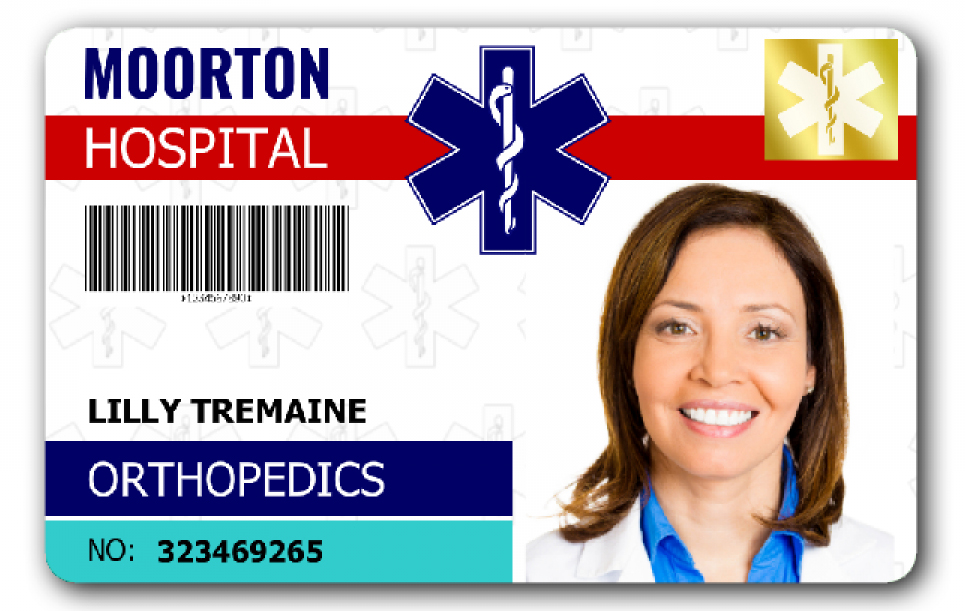 MOORTON
HOSPITAL
LILLY TREMAINE
ORTHOPEDICS
NO: 323469265